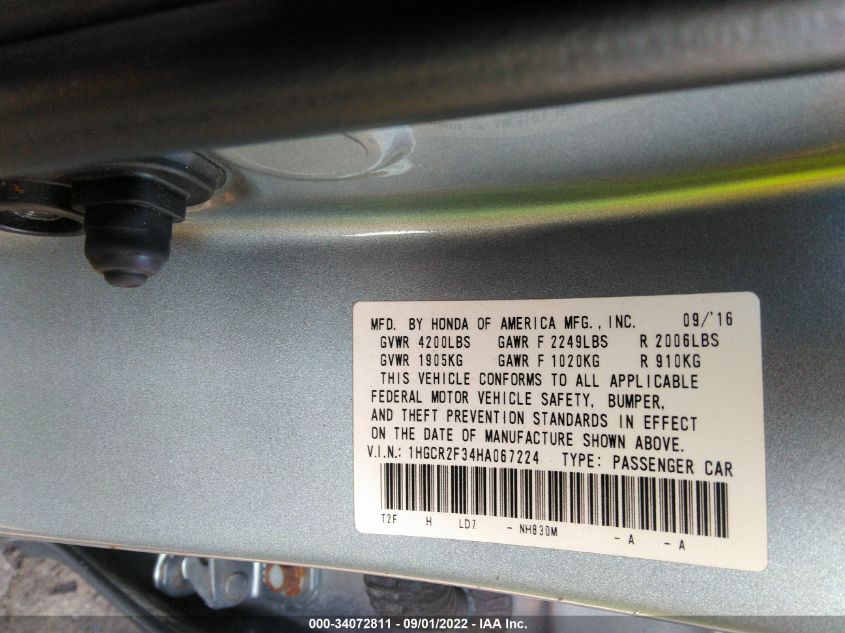 MFD. BY HONDA OF AMERICA MFG., INC. 09/'16
GVWR 4200LBS GAWR F 2249LBS R 2006LBS
GVWR 1905KG GAWR F 1020KG R 910KG
THIS VEHICLE CONFORMS TO ALL APPLICABLE
FEDERAL MOTOR VEHICLE SAFETY, BUMPER,
AND THEFT PREVENTION STANDARDS IN EFFECT
ON THE DATE OF MANUFACTURE SHOWN ABOVE.
V.I.N.: 1HGCR2F34HA067224 TYPE: PASSENGER CAR
T2F H LD7 - NH830M - A - A
000-34072811 - 09/01/2022 - IAA Inc.